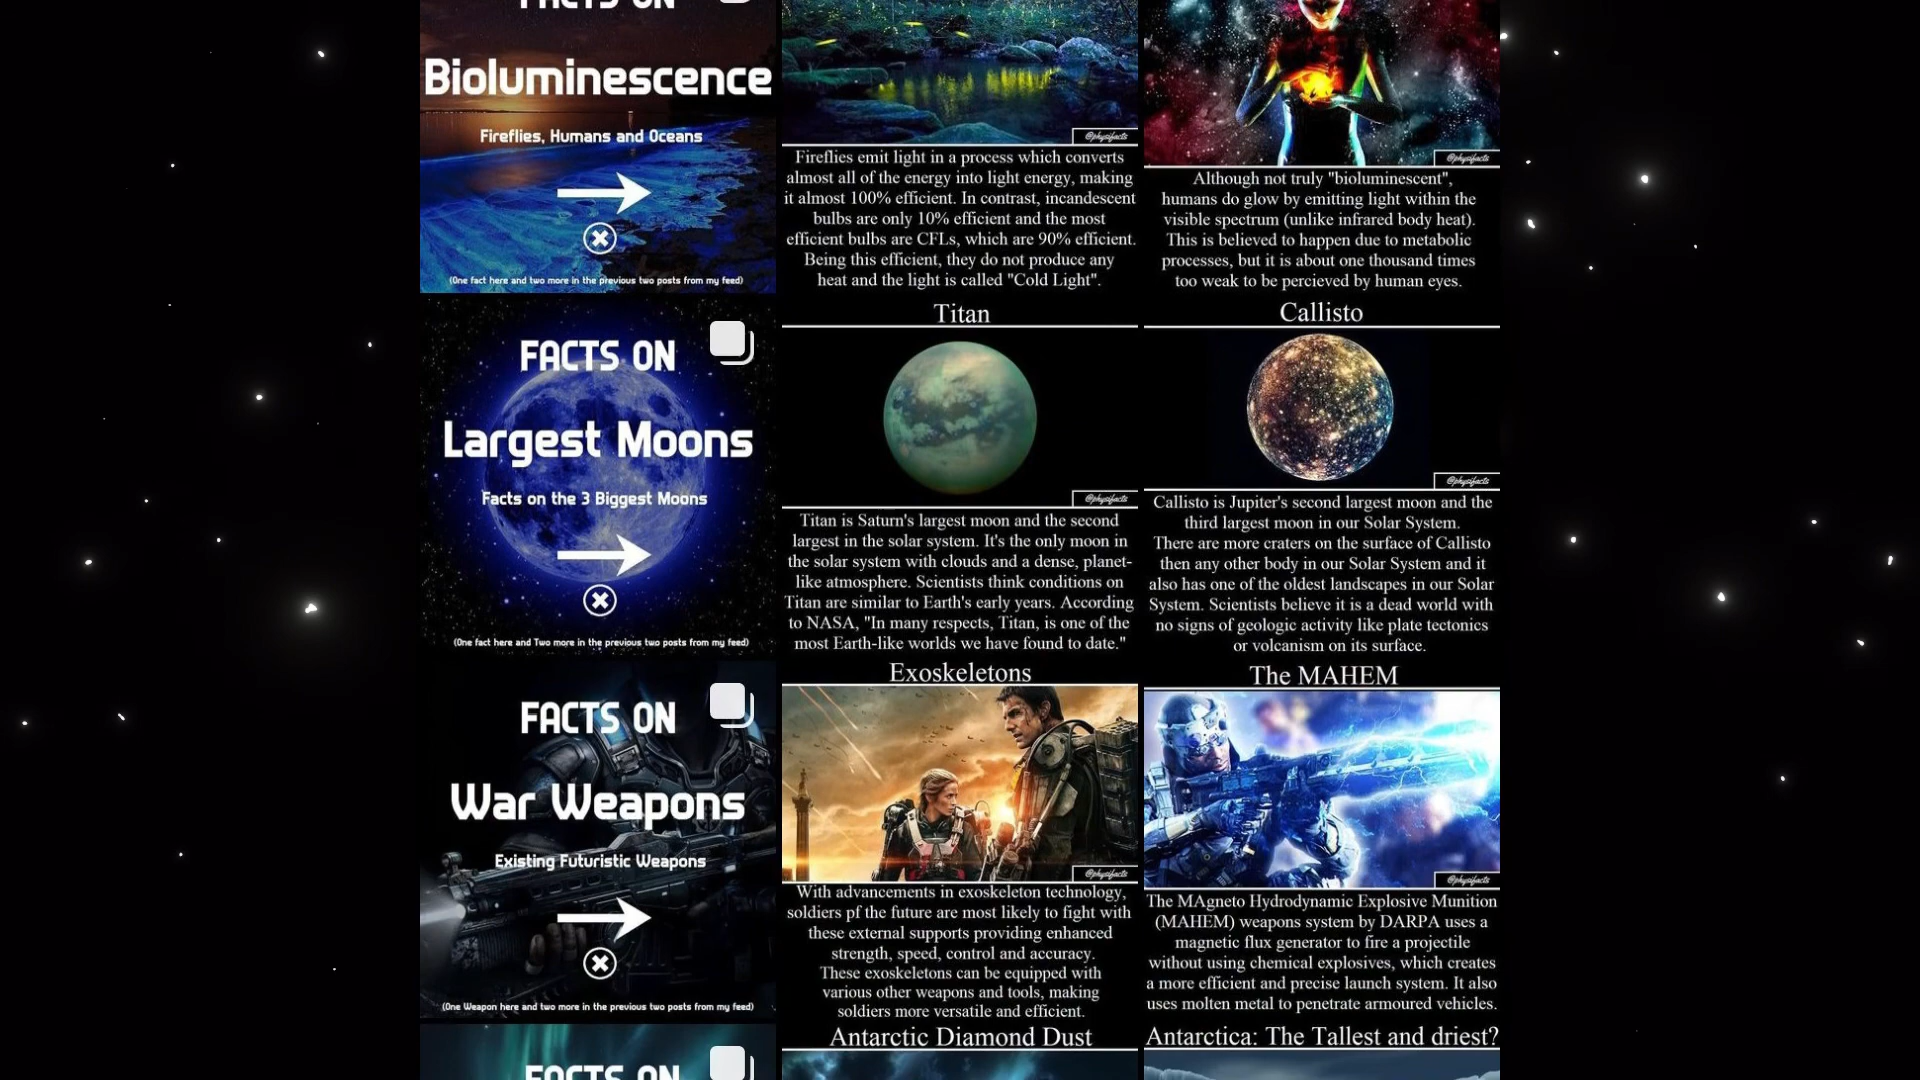 FACTS ON
Bioluminescence
Fireflies, Humans and Oceans
(One fact here and two more in the previous two posts from my feed)
@physifacts
Fireflies emit light in a process which converts
almost all of the energy into light energy, making
it almost 100% efficient. In contrast, incandescent
bulbs are only 10% efficient and the most
efficient bulbs are CFLs, which are 90% efficient.
Being this efficient, they do not produce any
heat and the light is called "Cold Light".
@physifacts
Although not truly "bioluminescent",
humans do glow by emitting light within the
visible spectrum (unlike infrared body heat).
This is believed to happen due to metabolic
processes, but it is about one thousand times
too weak to be percieved by human eyes.
FACTS ON
Largest Moons
Facts on the 3 Biggest Moons
(One fact here and Two more in the previous two posts from my feed)
Titan
@physifacts
Titan is Saturn's largest moon and the second
largest in the solar system. It's the only moon in
the solar system with clouds and a dense, planet-
like atmosphere. Scientists think conditions on
Titan are similar to Earth's early years. According
to NASA, "In many respects, Titan, is one of the
most Earth-like worlds we have found to date."
Callisto
@physifacts
Callisto is Jupiter's second largest moon and the
third largest moon in our Solar System.
There are more craters on the surface of Callisto
then any other body in our Solar System and it
also has one of the oldest landscapes in our Solar
System. Scientists believe it is a dead world with
no signs of geologic activity like plate tectonics
or volcanism on its surface.
FACTS ON
War Weapons
Existing Futuristic Weapons
(One Weapon here and two more in the previous two posts from my feed)
Exoskeletons
@physifacts
With advancements in exoskeleton technology,
soldiers pf the future are most likely to fight with
these external supports providing enhanced
strength, speed, control and accuracy.
These exoskeletons can be equipped with
various other weapons and tools, making
soldiers more versatile and efficient.
The MAHEM
@physifacts
The MAgneto Hydrodynamic Explosive Munition
(MAHEM) weapons system by DARPA uses a
magnetic flux generator to fire a projectile
without using chemical explosives, which creates
a more efficient and precise launch system. It also
uses molten metal to penetrate armoured vehicles.
FACTS ON
Antarctic Diamond Dust
Antarctica: The Tallest and driest?